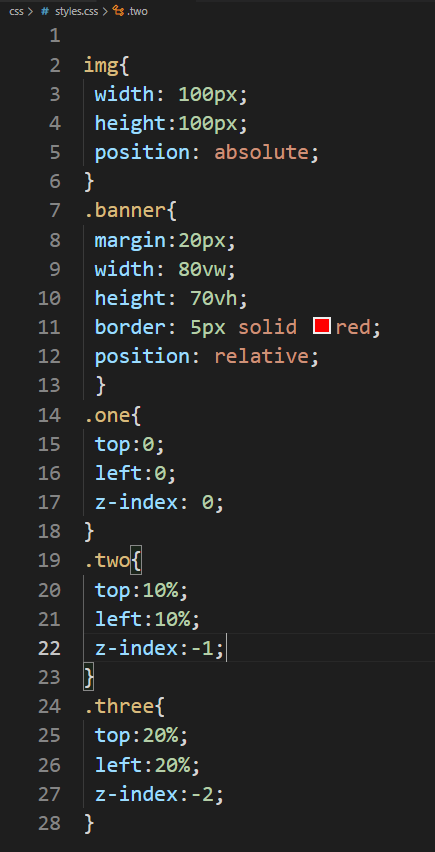 css > # styles.css > .two
1
2 img{
3 width: 100px;
4 height:100px;
5 position: absolute;
6 }
7 .banner{
8 margin:20px;
9 width: 80vw;
10 height: 70vh;
11 border: 5px solid red;
12 position: relative;
13 }
14 .one{
15 top:0;
16 left:0;
17 z-index: 0;
18 }
19 .two{
20 top:10%;
21 left:10%;
22 z-index:-1;
23 }
24 .three{
25 top:20%;
26 left:20%;
27 z-index:-2;
28 }